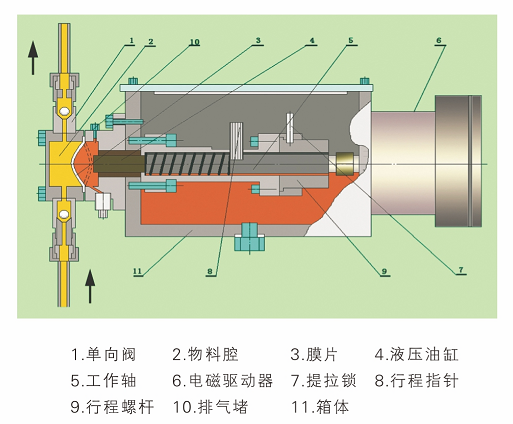 1 2 10 3 4 5 6
11 8 9 7
1.单向阀 2.物料腔 3.膜片 4.液压油缸
5.工作轴 6.电磁驱动器 7.提拉锁 8.行程指针
9.行程螺杆 10.排气堵 11.箱体